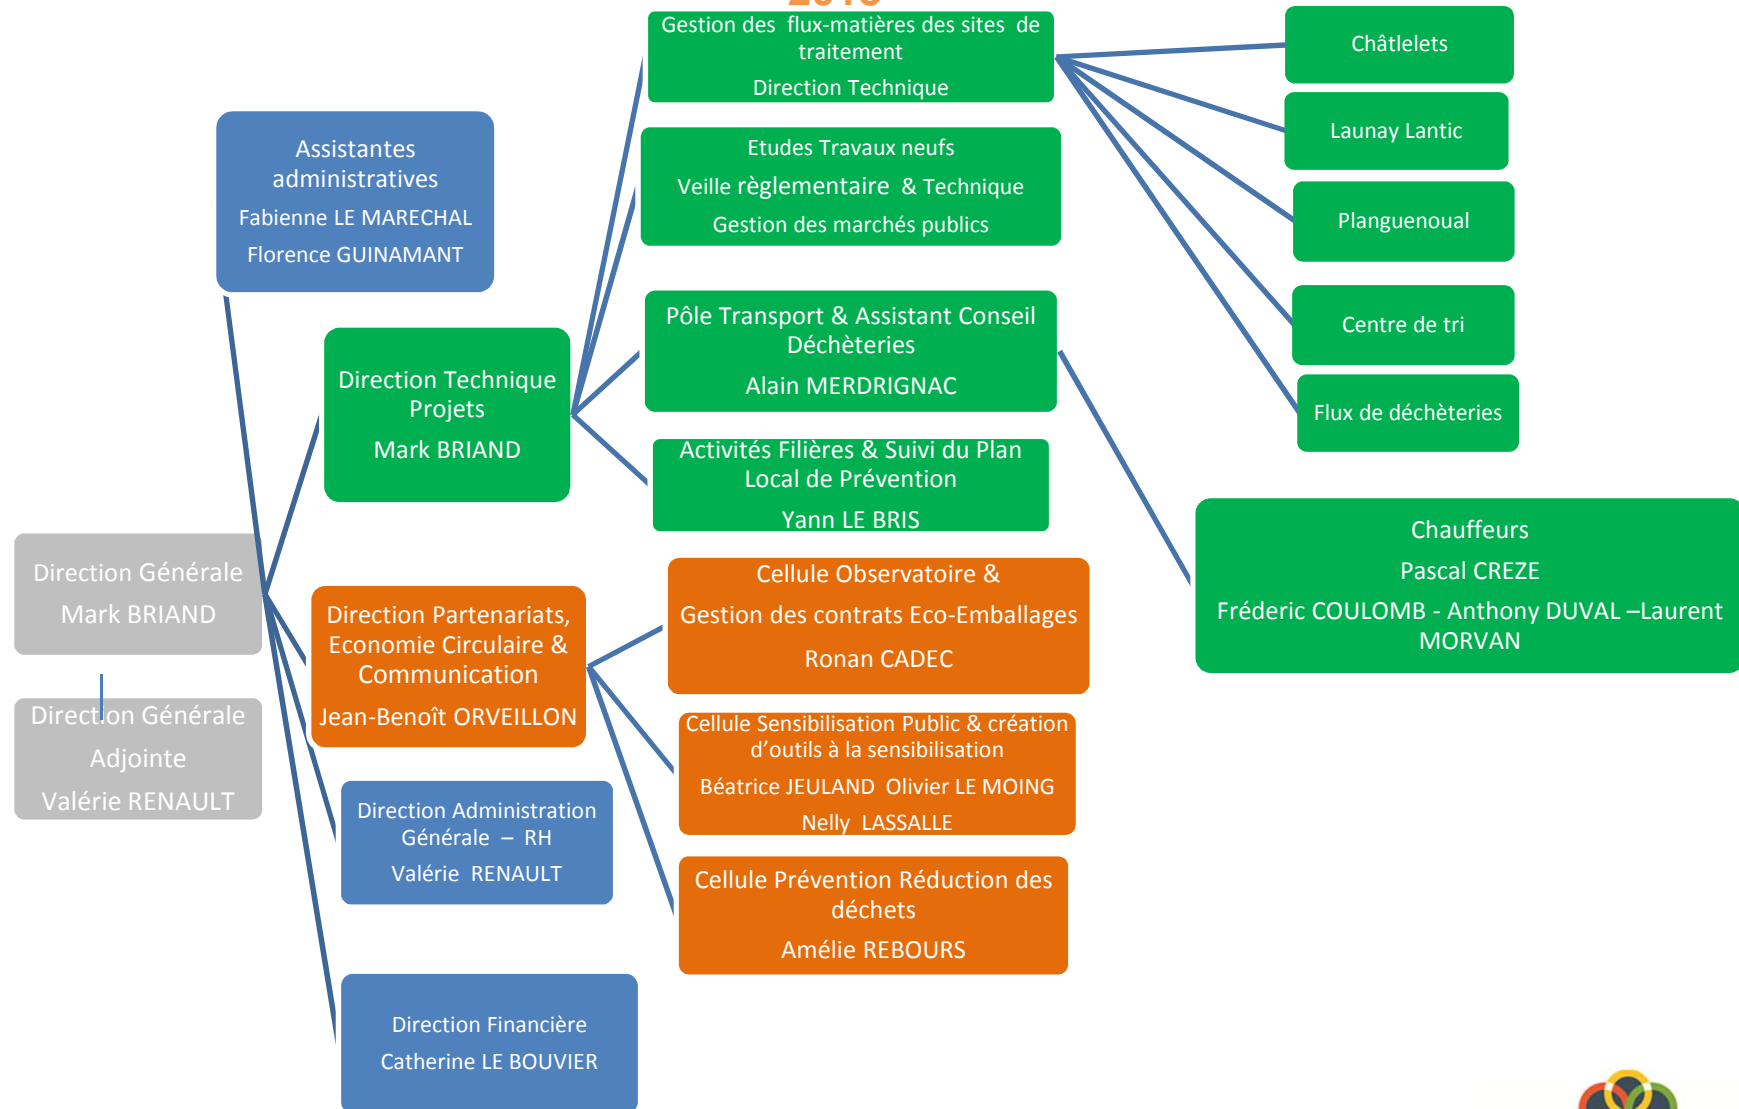 Gestion des flux-matières des sites de
traitement
Direction Technique
Châtlelets
Launay Lantic
Planguenoual
Centre de tri
Flux de déchèteries
Assistantes
administratives
Fabienne LE MARECHAL
Florence GUINAMANT
Etudes Travaux neufs
Veille règlementaire & Technique
Gestion des marchés publics
Direction Technique
Projets
Mark BRIAND
Pôle Transport & Assistant Conseil
Déchèteries
Alain MERDRIGNAC
Activités Filières & Suivi du Plan
Local de Prévention
Yann LE BRIS
Chauffeurs
Pascal CREZE
Fréderic COULOMB - Anthony DUVAL –Laurent
MORVAN
Direction Générale
Mark BRIAND
Direction Générale
Adjointe
Valérie RENAULT
Direction Partenariats,
Economie Circulaire &
Communication
Jean-Benoît ORVEILLON
Cellule Observatoire &
Gestion des contrats Eco-Emballages
Ronan CADEC
Cellule Sensibilisation Public & création
d’outils à la sensibilisation
Béatrice JEULAND Olivier LE MOING
Nelly LASSALLE
Cellule Prévention Réduction des
déchets
Amélie REBOURS
Direction Administration
Générale – RH
Valérie RENAULT
Direction Financière
Catherine LE BOUVIER